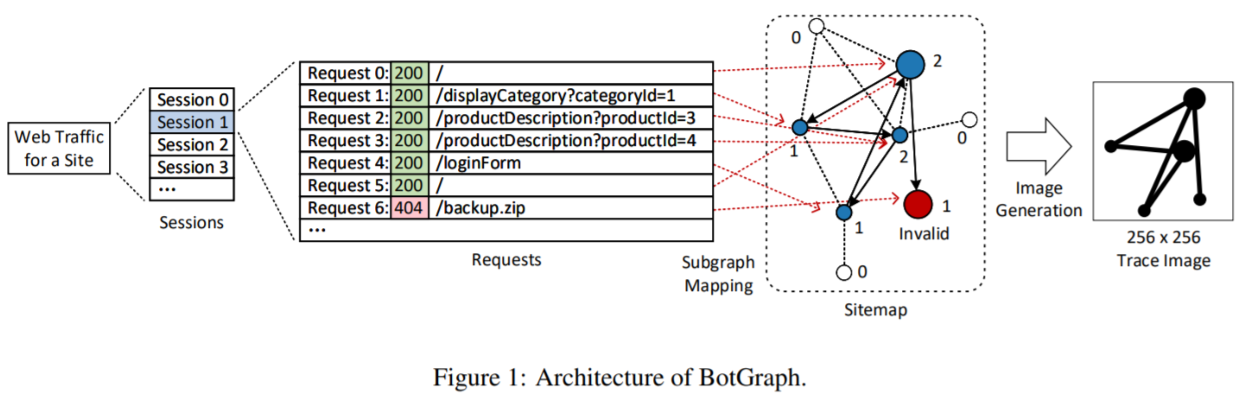 Web Traffic
for a Site
Session 0
Session 1
Session 2
Session 3
...
Sessions
Request 0: 200 /
Request 1: 200 /displayCategory?categoryId=1
Request 2: 200 /productDescription?productId=3
Request 3: 200 /productDescription?productId=4
Request 4: 200 /loginForm
Request 5: 200 /
Request 6: 404 /backup.zip
...
Requests
Subgraph
Mapping
0
2
1
2
0
1
1
Invalid
0
Sitemap
Image
Generation
256 x 256
Trace Image
Figure 1: Architecture of BotGraph.